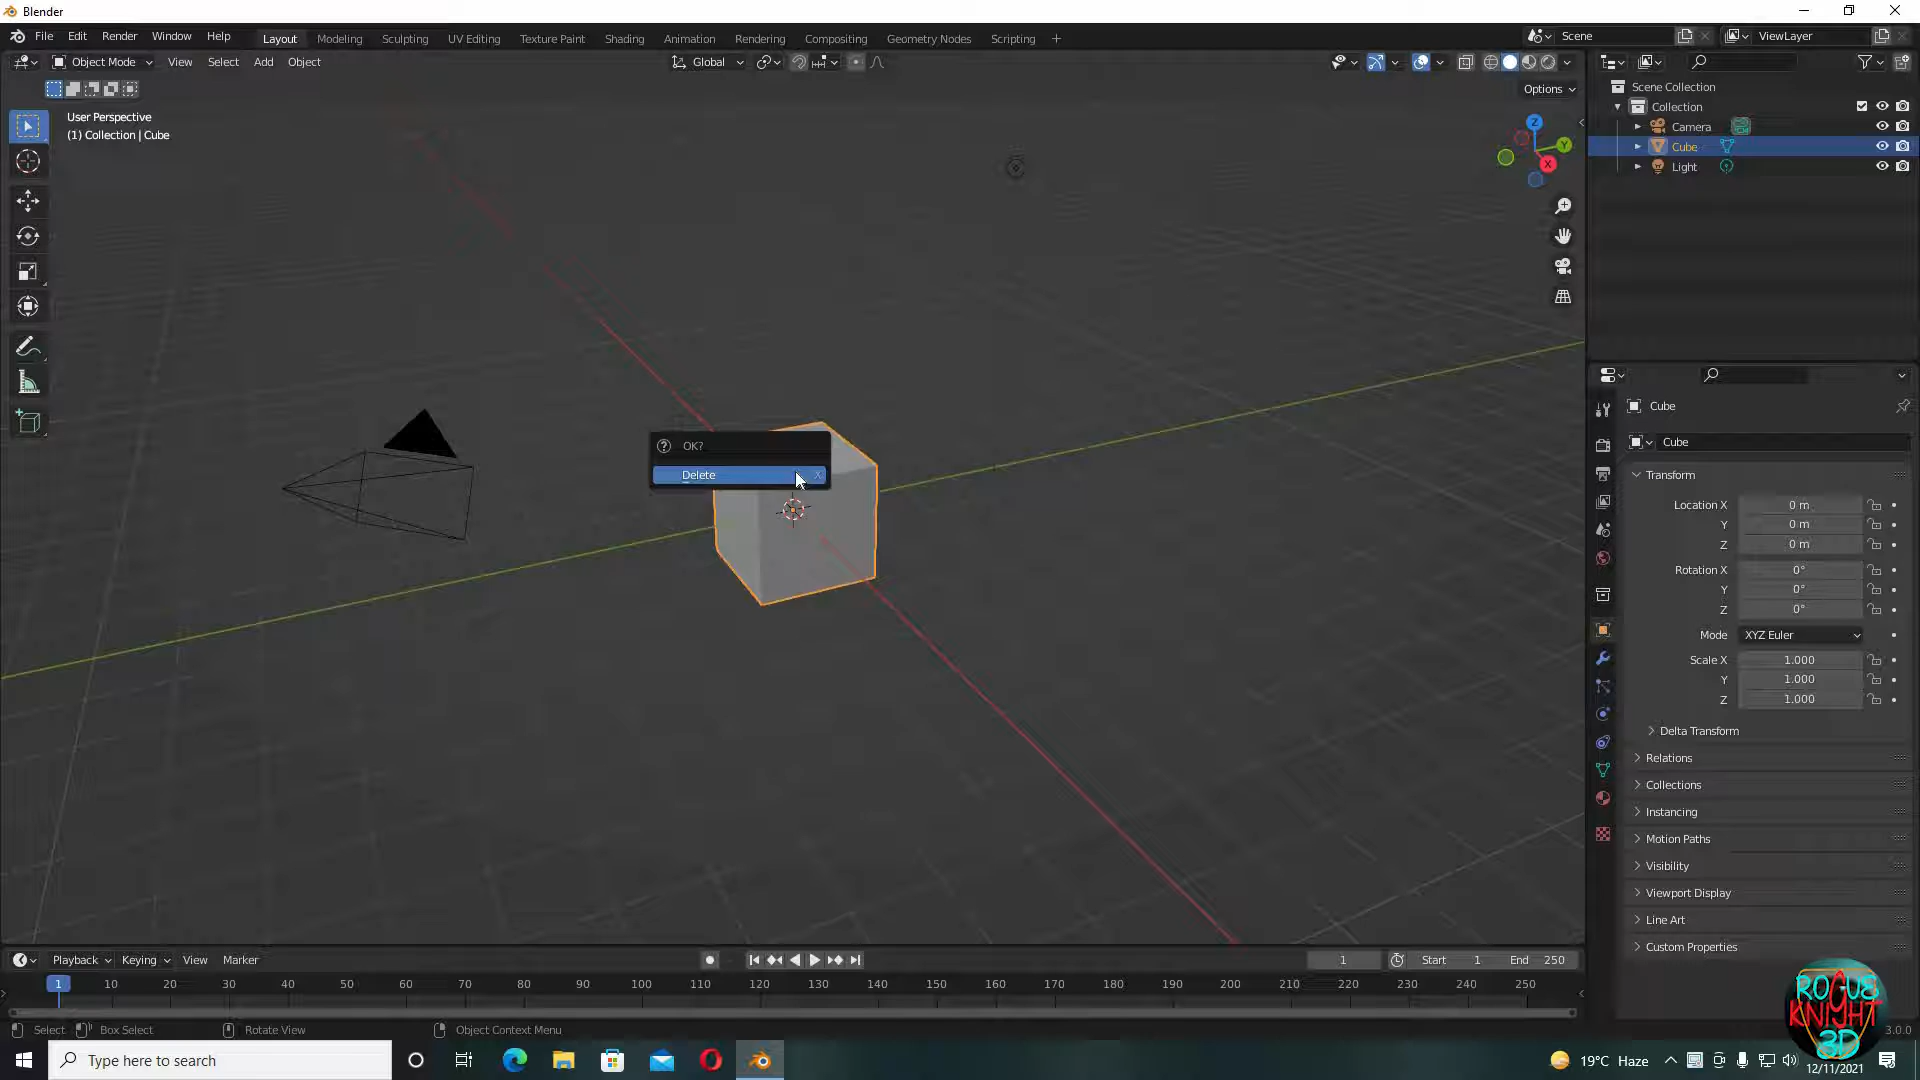 Blender
File Edit Render Window Help
Layout Modeling Sculpting UV Editing Texture Paint Shading Animation Rendering Compositing Geometry Nodes Scripting +
Scene
ViewLayer
Object Mode View Select Add Object
Global
Options
User Perspective
(1) Collection | Cube
Z
Y
X
Scene Collection
Collection
Camera
Cube
Light
OK?
Delete X
Cube
Cube
Transform
Location X 0 m
Y 0 m
Z 0 m
Rotation X 0°
Y 0°
Z 0°
Mode XYZ Euler
Scale X 1.000
Y 1.000
Z 1.000
Delta Transform
Relations
Collections
Instancing
Motion Paths
Visibility
Viewport Display
Line Art
Custom Properties
Playback Keying View Marker
1 Start 1 End 250
1 10 20 30 40 50 60 70 80 90 100 110 120 130 140 150 160 170 180 190 200 210 220 230 240 250
Select Box Select Rotate View Object Context Menu
3.0.0
ROGUE
KNIGHT
3D
Type here to search
19°C Haze
12/11/2021